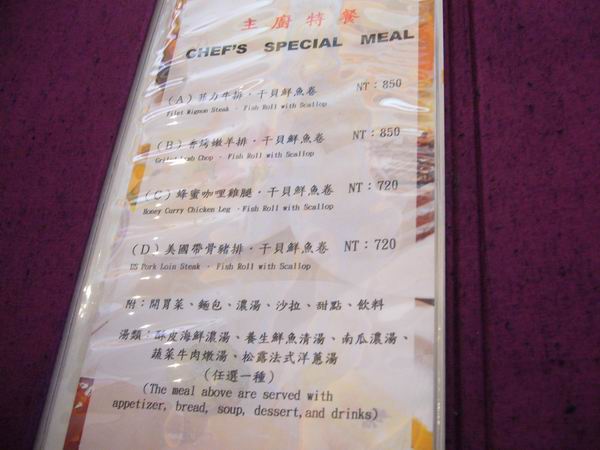 主廚特餐
CHEF'S SPECIAL MEAL
(A)菲力牛排．干貝鮮魚卷 NT：850
Filet Mignon Steak ． Fish Roll with Scallop
(B)香烤嫩羊排．干貝鮮魚卷 NT：850
Grilled Lamb Chop ．Fish Roll with Scallop
(C)蜂蜜咖哩雞腿．干貝鮮魚卷 NT：720
Honey Curry Chicken Leg ．Fish Roll with Scallop
(D)美國帶骨豬排．干貝鮮魚卷 NT：720
US Pork Loin Steak ． Fish Roll with Scallop
附：開胃菜、麵包、濃湯、沙拉、甜點、飲料
湯類：酥皮海鮮濃湯、養生鮮魚清湯、南瓜濃湯、
蔬菜牛肉燉湯、松露法式洋蔥湯
(任選一種)
(The meal above are served with
appetizer, bread, soup, dessert,and drinks)